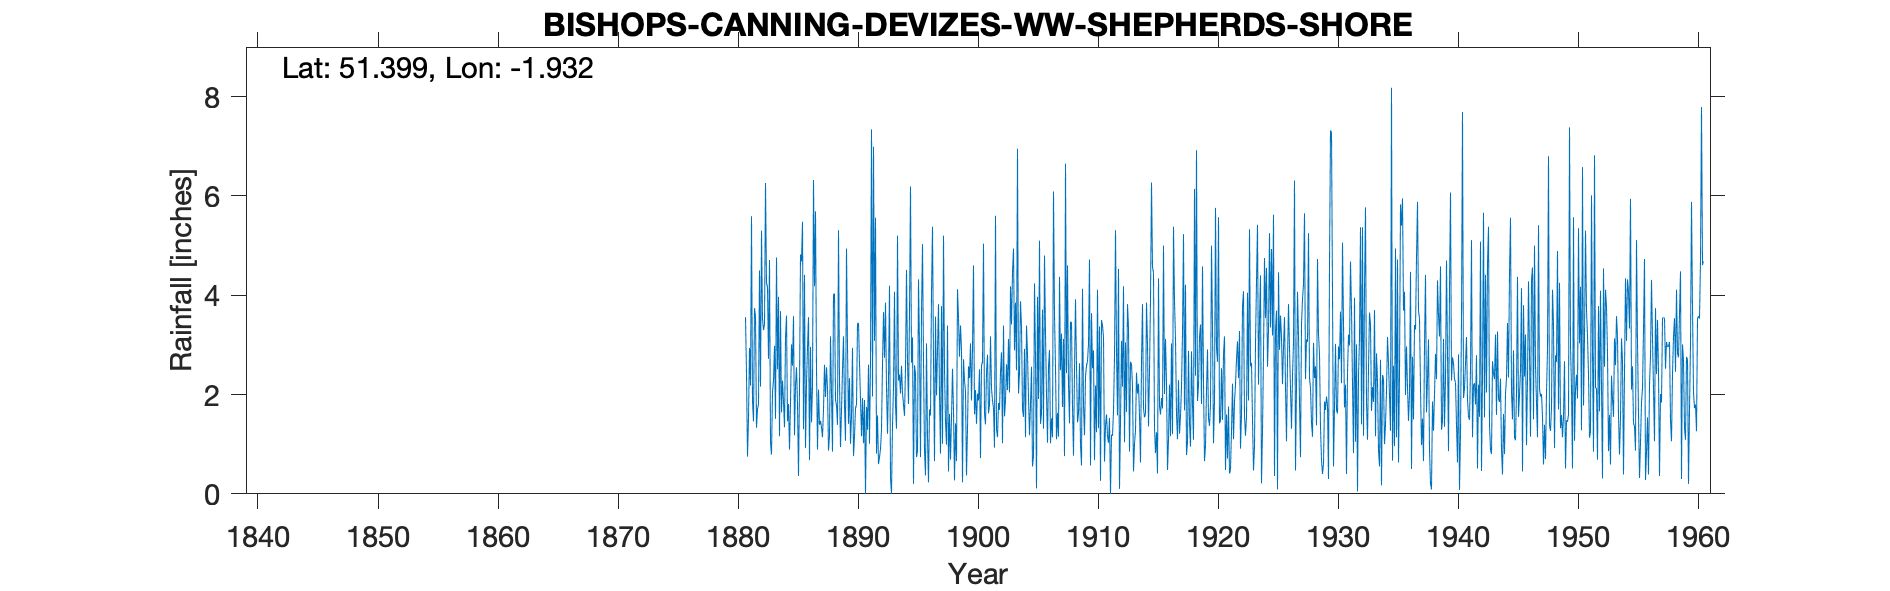 BISHOPS-CANNING-DEVIZES-WW-SHEPHERDS-SHORE
Lat: 51.399, Lon: -1.932
8
6
4
2
0
Rainfall [inches]
1840 1850 1860 1870 1880 1890 1900 1910 1920 1930 1940 1950 1960
Year